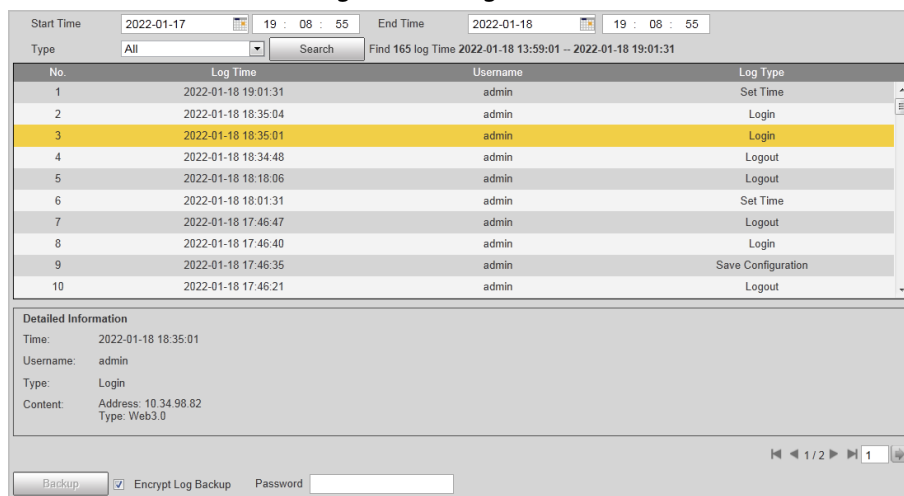 Start Time 2022-01-17 19 : 08 : 55 End Time 2022-01-18 19 : 08 : 55
Type All Search Find 165 log Time 2022-01-18 13:59:01 -- 2022-01-18 19:01:31
No. Log Time Username Log Type
1 2022-01-18 19:01:31 admin Set Time
2 2022-01-18 18:35:04 admin Login
3 2022-01-18 18:35:01 admin Login
4 2022-01-18 18:34:48 admin Logout
5 2022-01-18 18:18:06 admin Logout
6 2022-01-18 18:01:31 admin Set Time
7 2022-01-18 17:46:47 admin Logout
8 2022-01-18 17:46:40 admin Login
9 2022-01-18 17:46:35 admin Save Configuration
10 2022-01-18 17:46:21 admin Logout
Detailed Information
Time: 2022-01-18 18:35:01
Username: admin
Type: Login
Content: Address: 10.34.98.82
Type: Web3.0
1 / 2 1
Backup Encrypt Log Backup Password